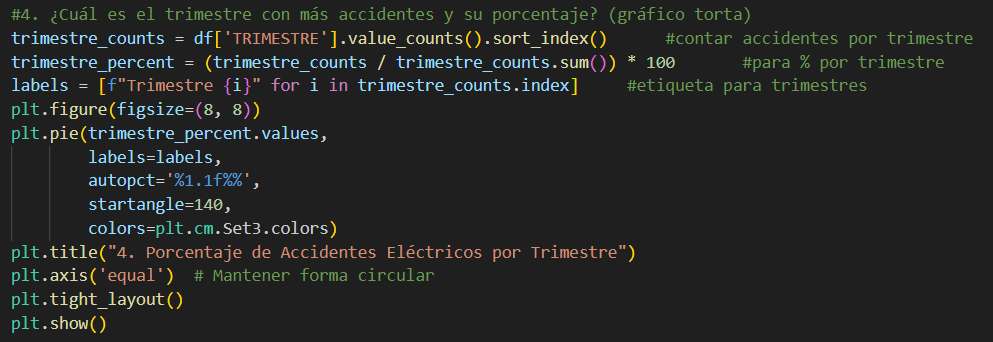 #4. ¿Cuál es el trimestre con más accidentes y su porcentaje? (gráfico torta)
trimestre_counts = df['TRIMESTRE'].value_counts().sort_index()      #contar accidentes por trimestre
trimestre_percent = (trimestre_counts / trimestre_counts.sum()) * 100       #para % por trimestre
labels = [f"Trimestre {i}" for i in trimestre_counts.index]     #etiqueta para trimestres
plt.figure(figsize=(8, 8))
plt.pie(trimestre_percent.values,
        labels=labels,
        autopct='%1.1f%%',
        startangle=140,
        colors=plt.cm.Set3.colors)
plt.title("4. Porcentaje de Accidentes Eléctricos por Trimestre")
plt.axis('equal')  # Mantener forma circular
plt.tight_layout()
plt.show()